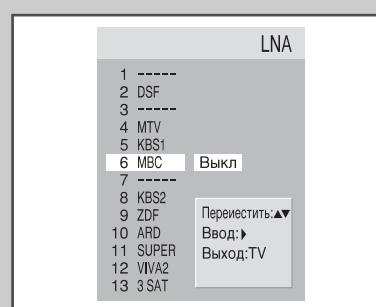 LNA
1 -----
2 DSF
3 -----
4 MTV
5 KBS1
6 MBC Выкл
7 -----
8 KBS2
9 ZDF
10 ARD
11 SUPER
12 VIVA2
13 3 SAT
Переиестить:▲▼
Ввод:▶
Выход:TV